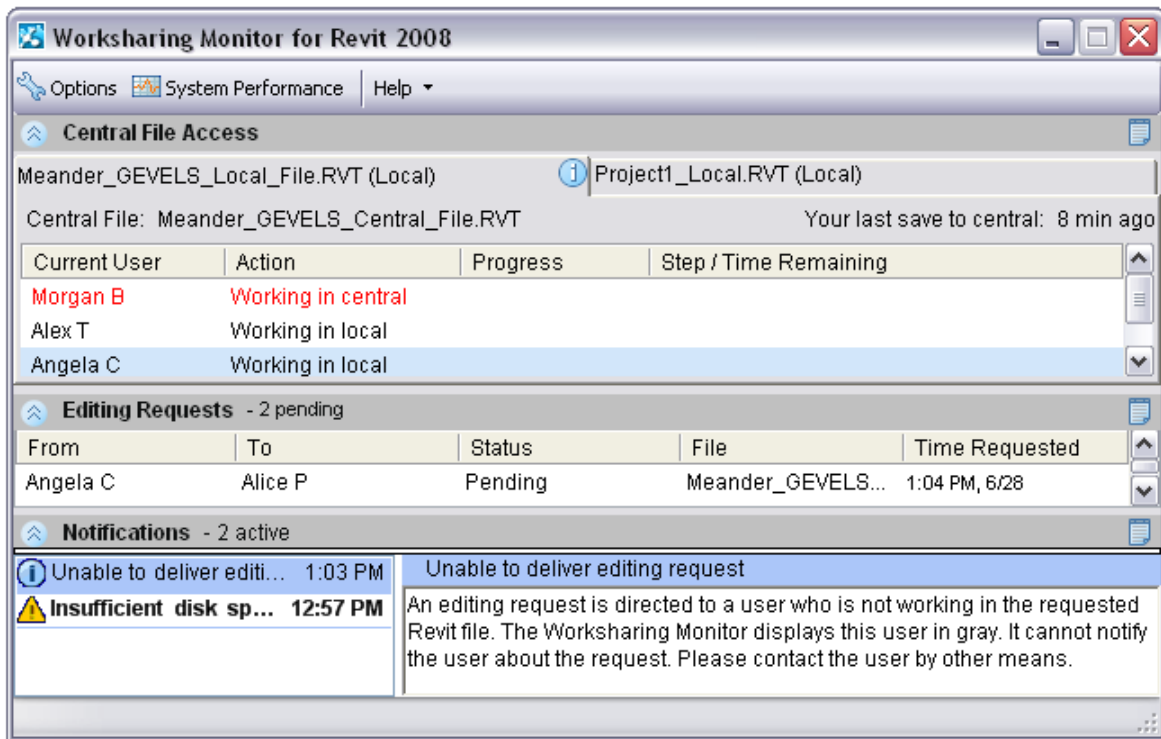 Worksharing Monitor for Revit 2008
Options System Performance Help
Central File Access
Meander_GEVELS_Local_File.RVT (Local) Project1_Local.RVT (Local)
Central File: Meander_GEVELS_Central_File.RVT Your last save to central: 8 min ago
Current User Action Progress Step / Time Remaining
Morgan B Working in central
Alex T Working in local
Angela C Working in local
Editing Requests - 2 pending
From To Status File Time Requested
Angela C Alice P Pending Meander_GEVELS... 1:04 PM, 6/28
Notifications - 2 active
Unable to deliver editi... 1:03 PM Unable to deliver editing request
Insufficient disk sp... 12:57 PM
An editing request is directed to a user who is not working in the requested
Revit file. The Worksharing Monitor displays this user in gray. It cannot notify
the user about the request. Please contact the user by other means.